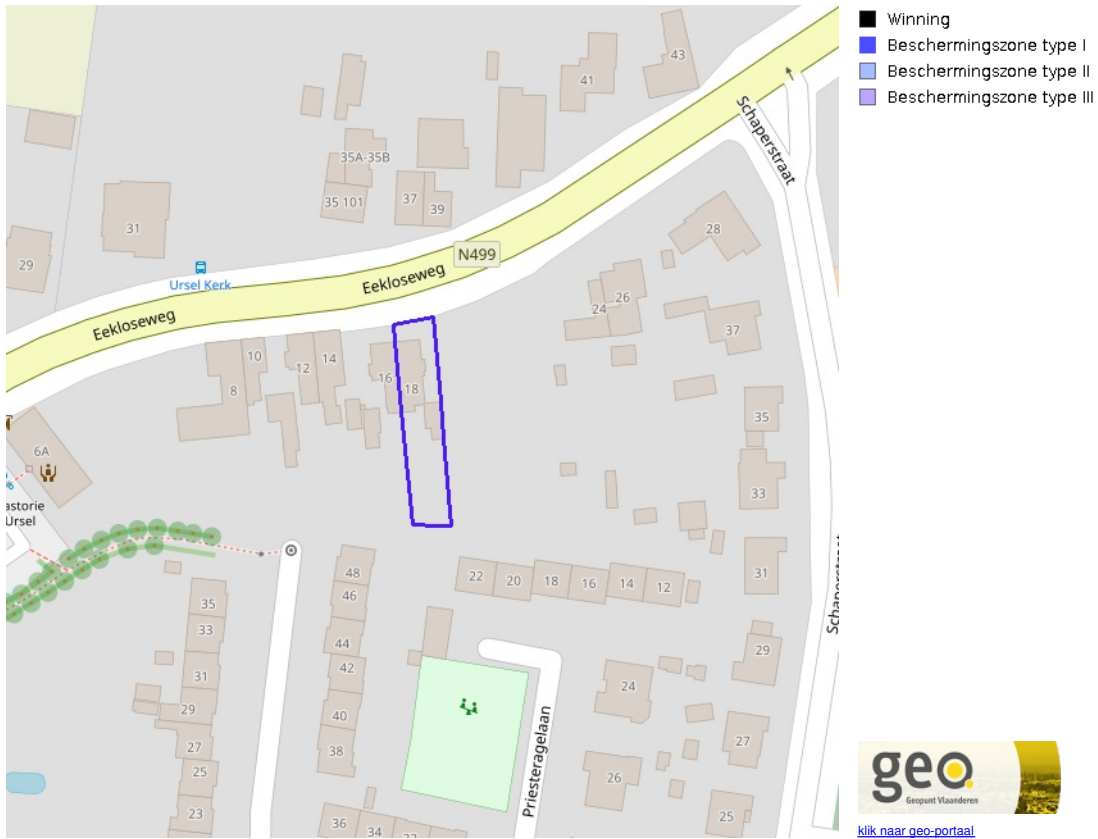 43
41
35A-35B
35 101
37
39
31
29
Ursel Kerk
N499
Eekloseweg
Eekloseweg
Schaperstraat
28
24
26
37
10
12
14
8
16
18
6A
astorie
Ursel
35
33
31
29
48
46
44
42
40
38
22
20
18
16
14
12
35
33
31
29
27
25
23
24
26
27
25
36
34
Priesteragelaan
Schaperstraat
Winning
Beschermingszone type I
Beschermingszone type II
Beschermingszone type III
geo.
Geopunt Vlaanderen
klik naar geo-portaal